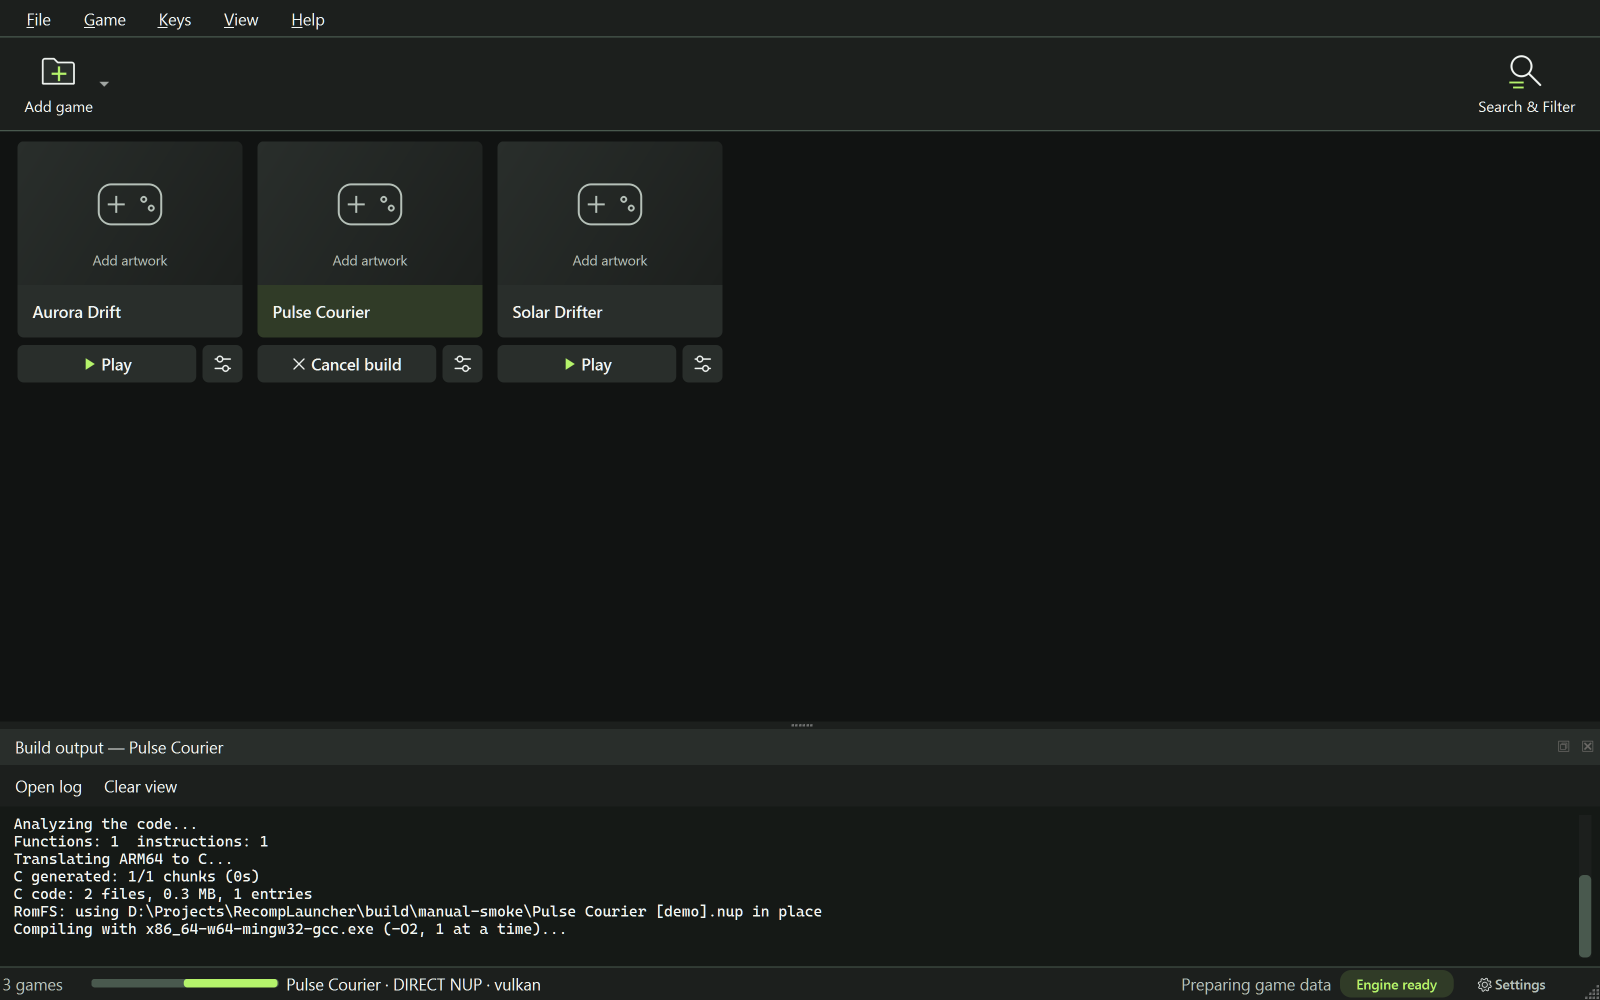 File Game Keys View Help
Add game
Search & Filter
Add artwork
Aurora Drift
Play
Add artwork
Pulse Courier
Cancel build
Add artwork
Solar Drifter
Play
Build output — Pulse Courier
Open log Clear view
Analyzing the code...
Functions: 1  instructions: 1
Translating ARM64 to C...
C generated: 1/1 chunks (0s)
C code: 2 files, 0.3 MB, 1 entries
RomFS: using D:\Projects\RecompLauncher\build\manual-smoke\Pulse Courier [demo].nup in place
Compiling with x86_64-w64-mingw32-gcc.exe (-O2, 1 at a time)...
3 games
Pulse Courier · DIRECT NUP · vulkan
Preparing game data
Engine ready
Settings